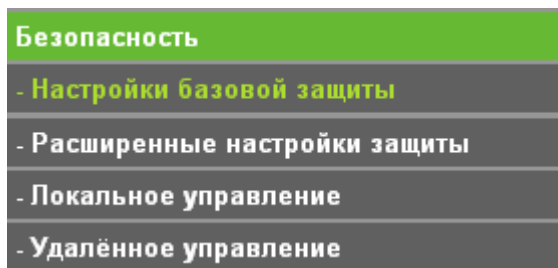 Безопасность
- Настройки базовой защиты
- Расширенные настройки защиты
- Локальное управление
- Удалённое управление